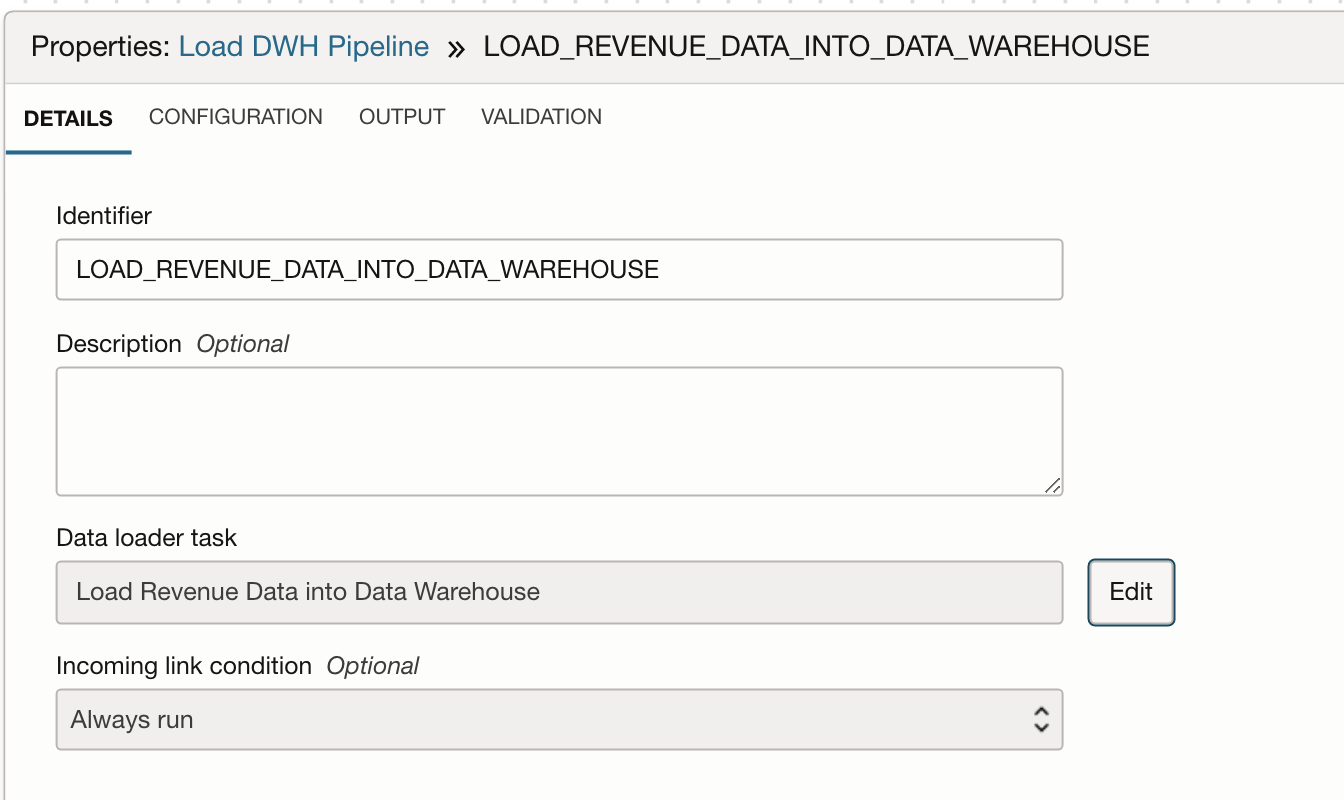 Properties: Load DWH Pipeline » LOAD_REVENUE_DATA_INTO_DATA_WAREHOUSE
DETAILS CONFIGURATION OUTPUT VALIDATION
Identifier
LOAD_REVENUE_DATA_INTO_DATA_WAREHOUSE
Description Optional
Data loader task
Load Revenue Data into Data Warehouse Edit
Incoming link condition Optional
Always run